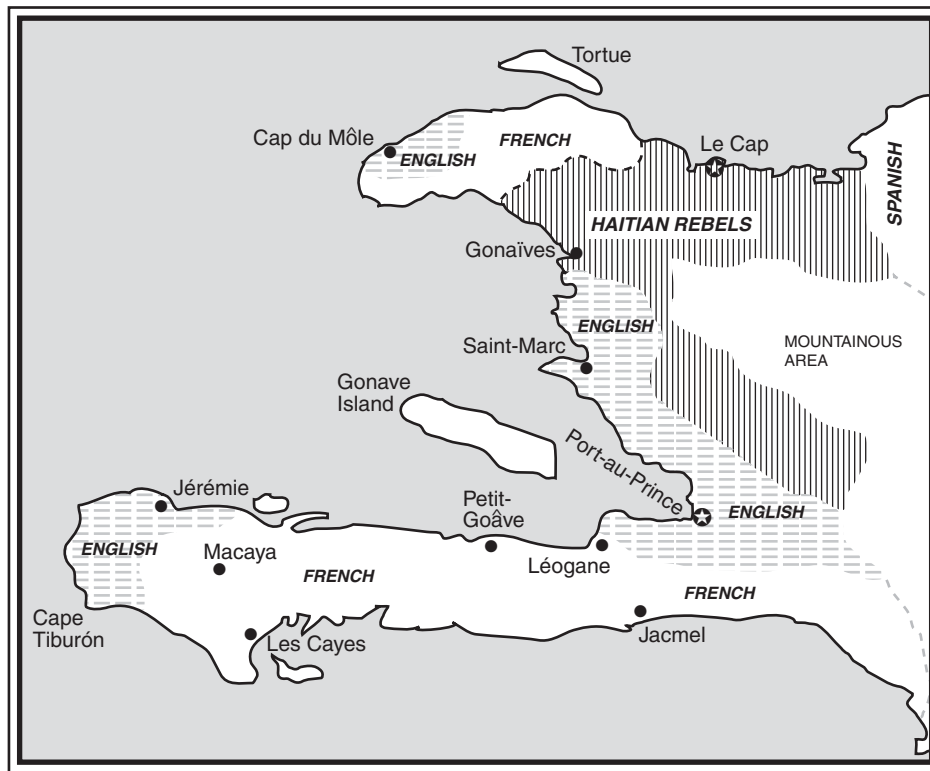 Tortue
Cap du Môle
ENGLISH
FRENCH
Le Cap
SPANISH
HAITIAN REBELS
Gonaïves
ENGLISH
Saint-Marc
MOUNTAINOUS
AREA
Gonave
Island
Port-au-Prince
Jérémie
Petit-
Goâve
ENGLISH
ENGLISH
Macaya
FRENCH
Léogane
FRENCH
Cape
Tiburón
Les Cayes
Jacmel